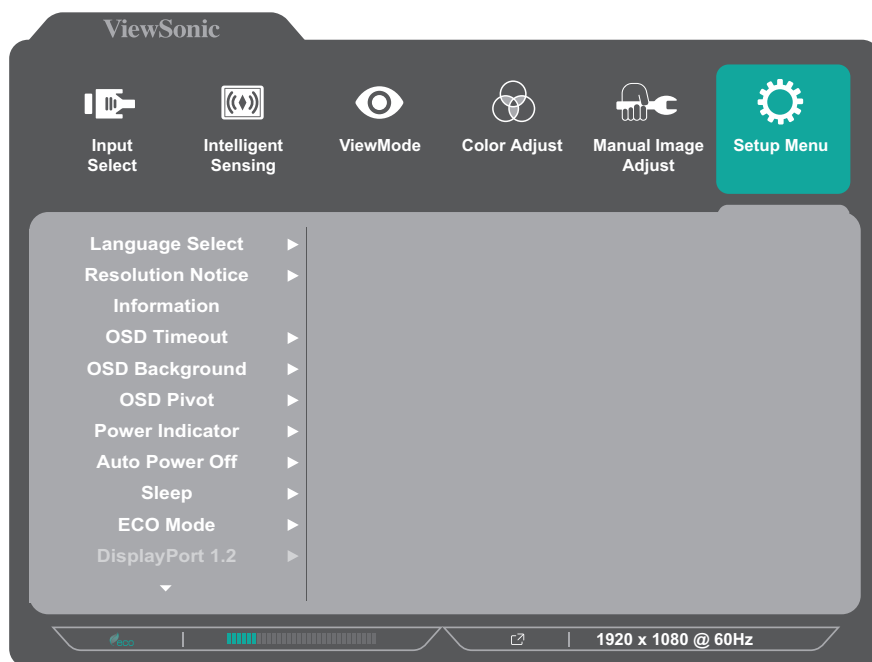 ViewSonic
Input
Select
Intelligent
Sensing
ViewMode
Color Adjust
Manual Image
Adjust
Setup Menu
Language Select
Resolution Notice
Information
OSD Timeout
OSD Background
OSD Pivot
Power Indicator
Auto Power Off
Sleep
ECO Mode
DisplayPort 1.2
eco
1920 x 1080 @ 60Hz